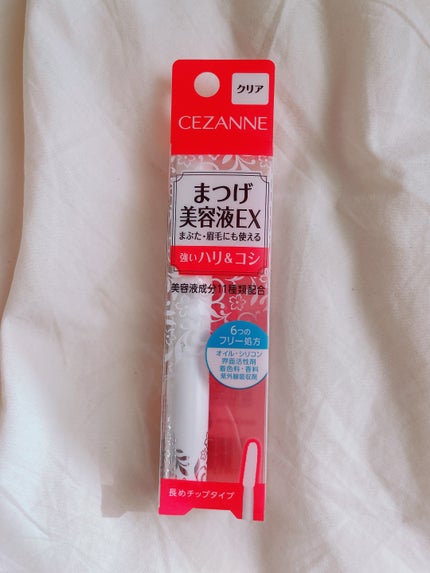 クリア
CEZANNE
まつげ
美容液EX
まぶた・眉毛にも使える
強いハリ&コシ
美容液成分11種類配合
6つの
フリー処方
オイル・シリコン
界面活性剤
着色料・香料
紫外線吸収剤
長めチップタイプ